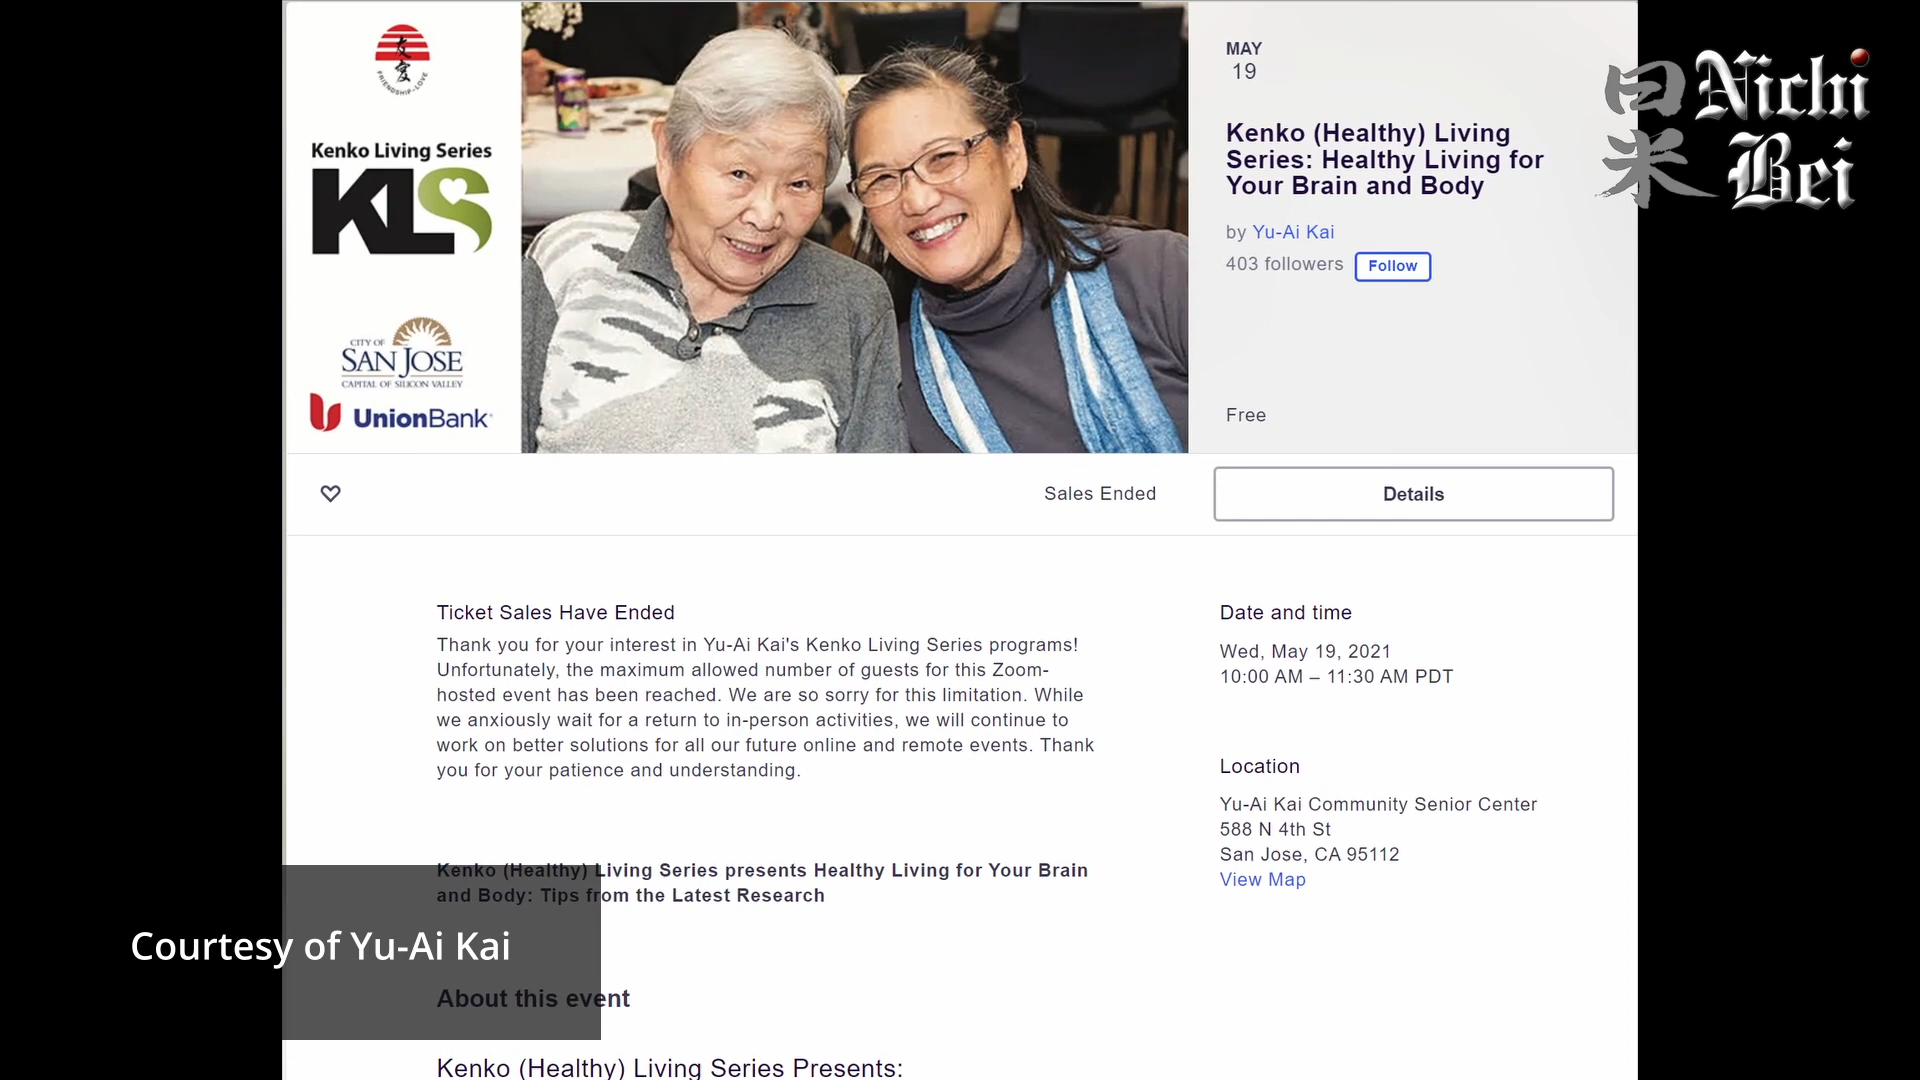 友愛
FRIENDSHIP-LOVE
Kenko Living Series
KLS
CITY OF
SAN JOSE
CAPITAL OF SILICON VALLEY
UnionBank
MAY
19
Kenko (Healthy) Living
Series: Healthy Living for
Your Brain and Body
by Yu-Ai Kai
403 followers Follow
Free
日米
Nichi
Bei
Sales Ended
Details
Ticket Sales Have Ended
Thank you for your interest in Yu-Ai Kai's Kenko Living Series programs!
Unfortunately, the maximum allowed number of guests for this Zoom-
hosted event has been reached. We are so sorry for this limitation. While
we anxiously wait for a return to in-person activities, we will continue to
work on better solutions for all our future online and remote events. Thank
you for your patience and understanding.
Date and time
Wed, May 19, 2021
10:00 AM – 11:30 AM PDT
Location
Yu-Ai Kai Community Senior Center
588 N 4th St
San Jose, CA 95112
View Map
Kenko (Healthy) Living Series presents Healthy Living for Your Brain
and Body: Tips from the Latest Research
Courtesy of Yu-Ai Kai
About this event
Kenko (Healthy) Living Series Presents: